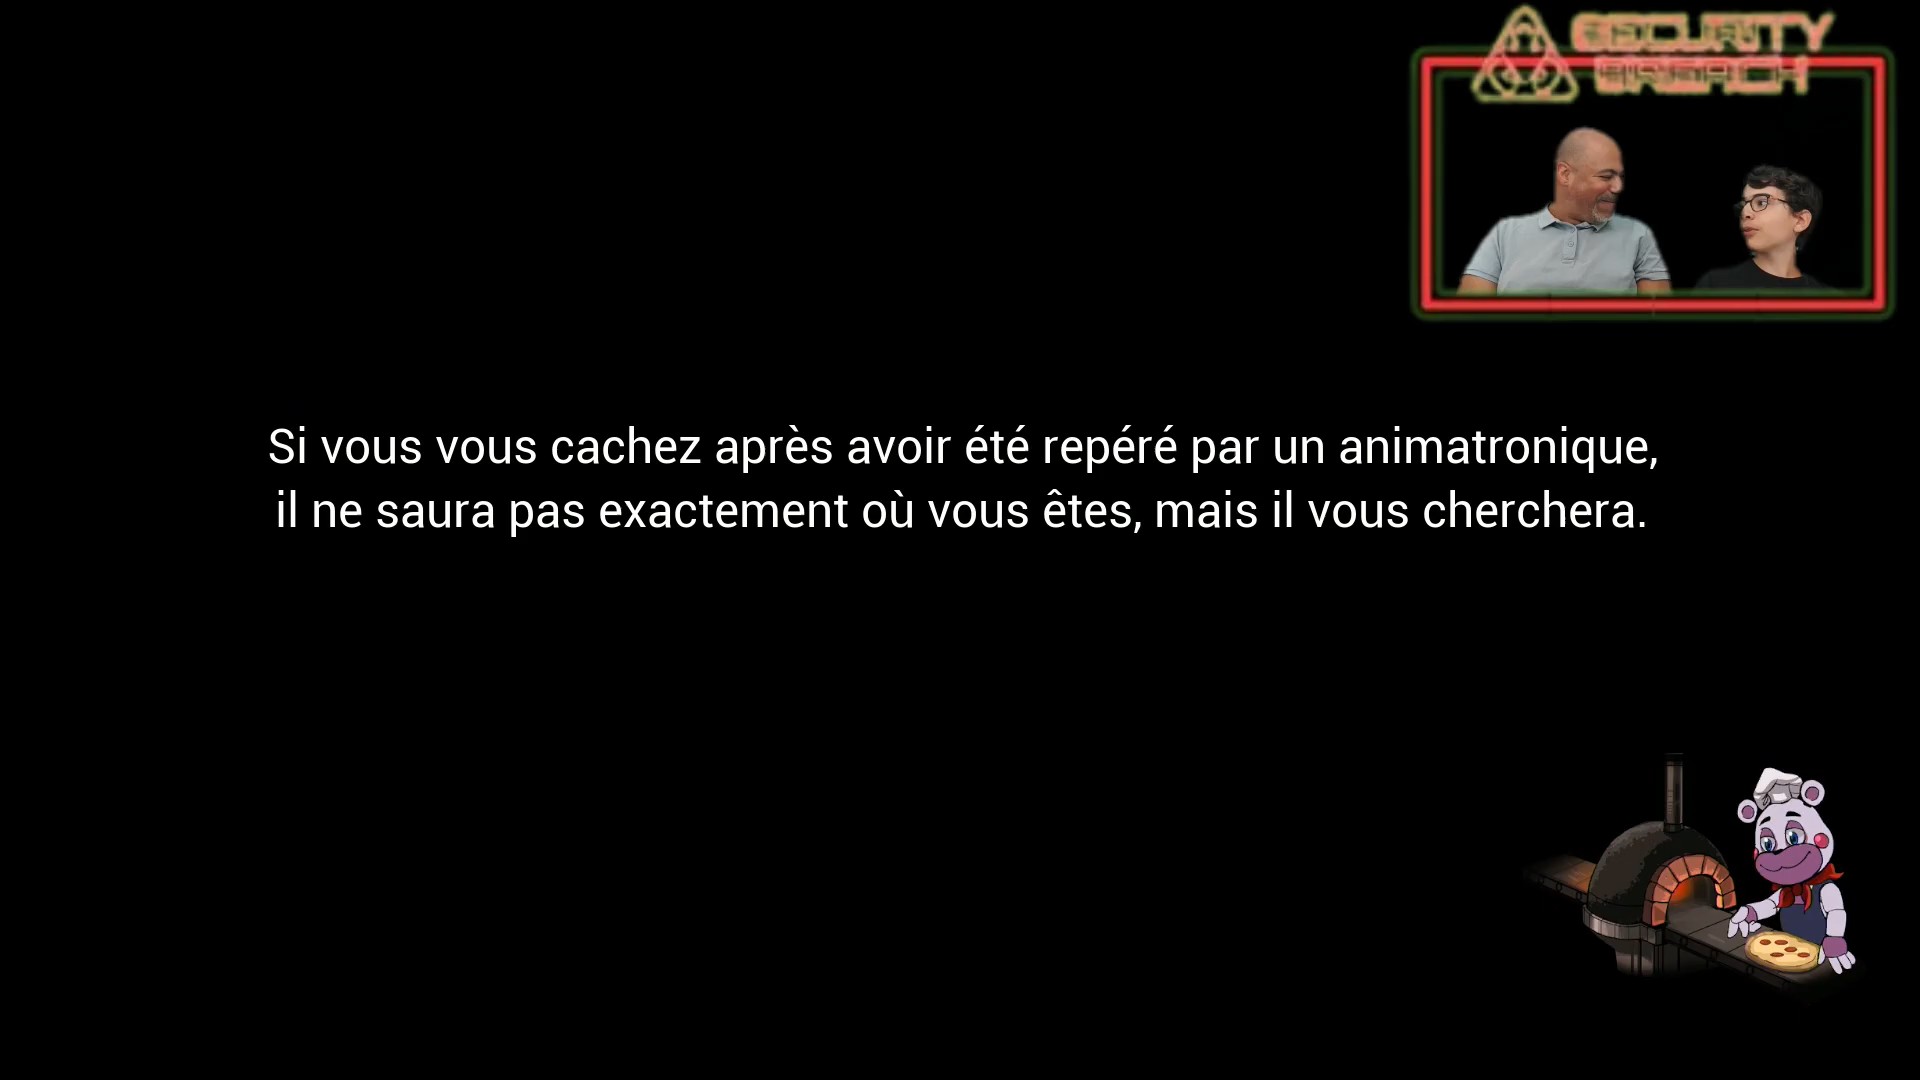 SECURITY
BREACH
Si vous vous cachez après avoir été repéré par un animatronique,
il ne saura pas exactement où vous êtes, mais il vous cherchera.